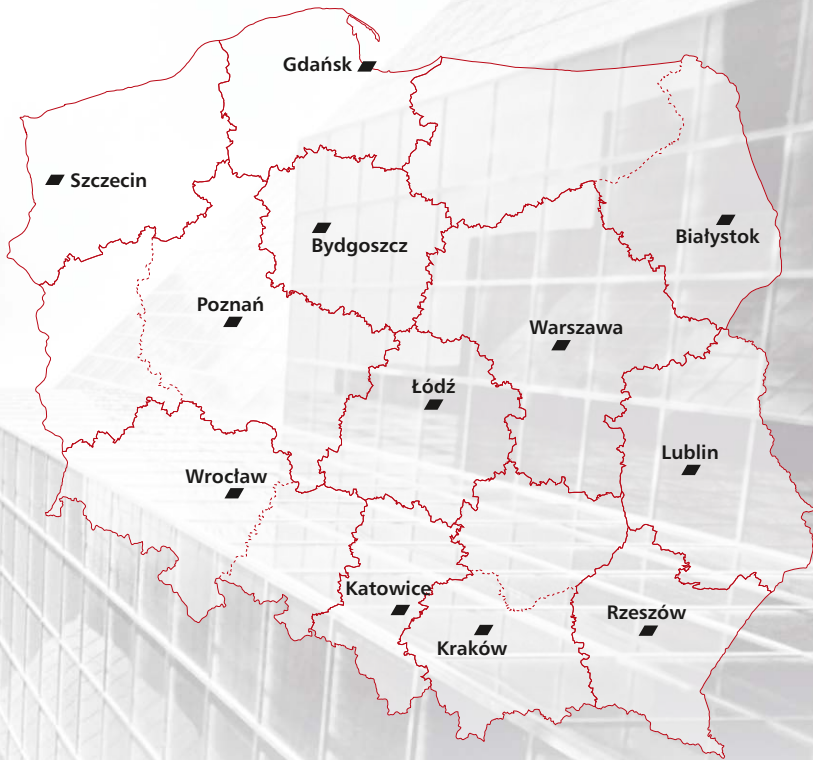 Gdańsk
Szczecin
Białystok
Bydgoszcz
Poznań
Warszawa
Łódź
Lublin
Wrocław
Katowice
Rzeszów
Kraków